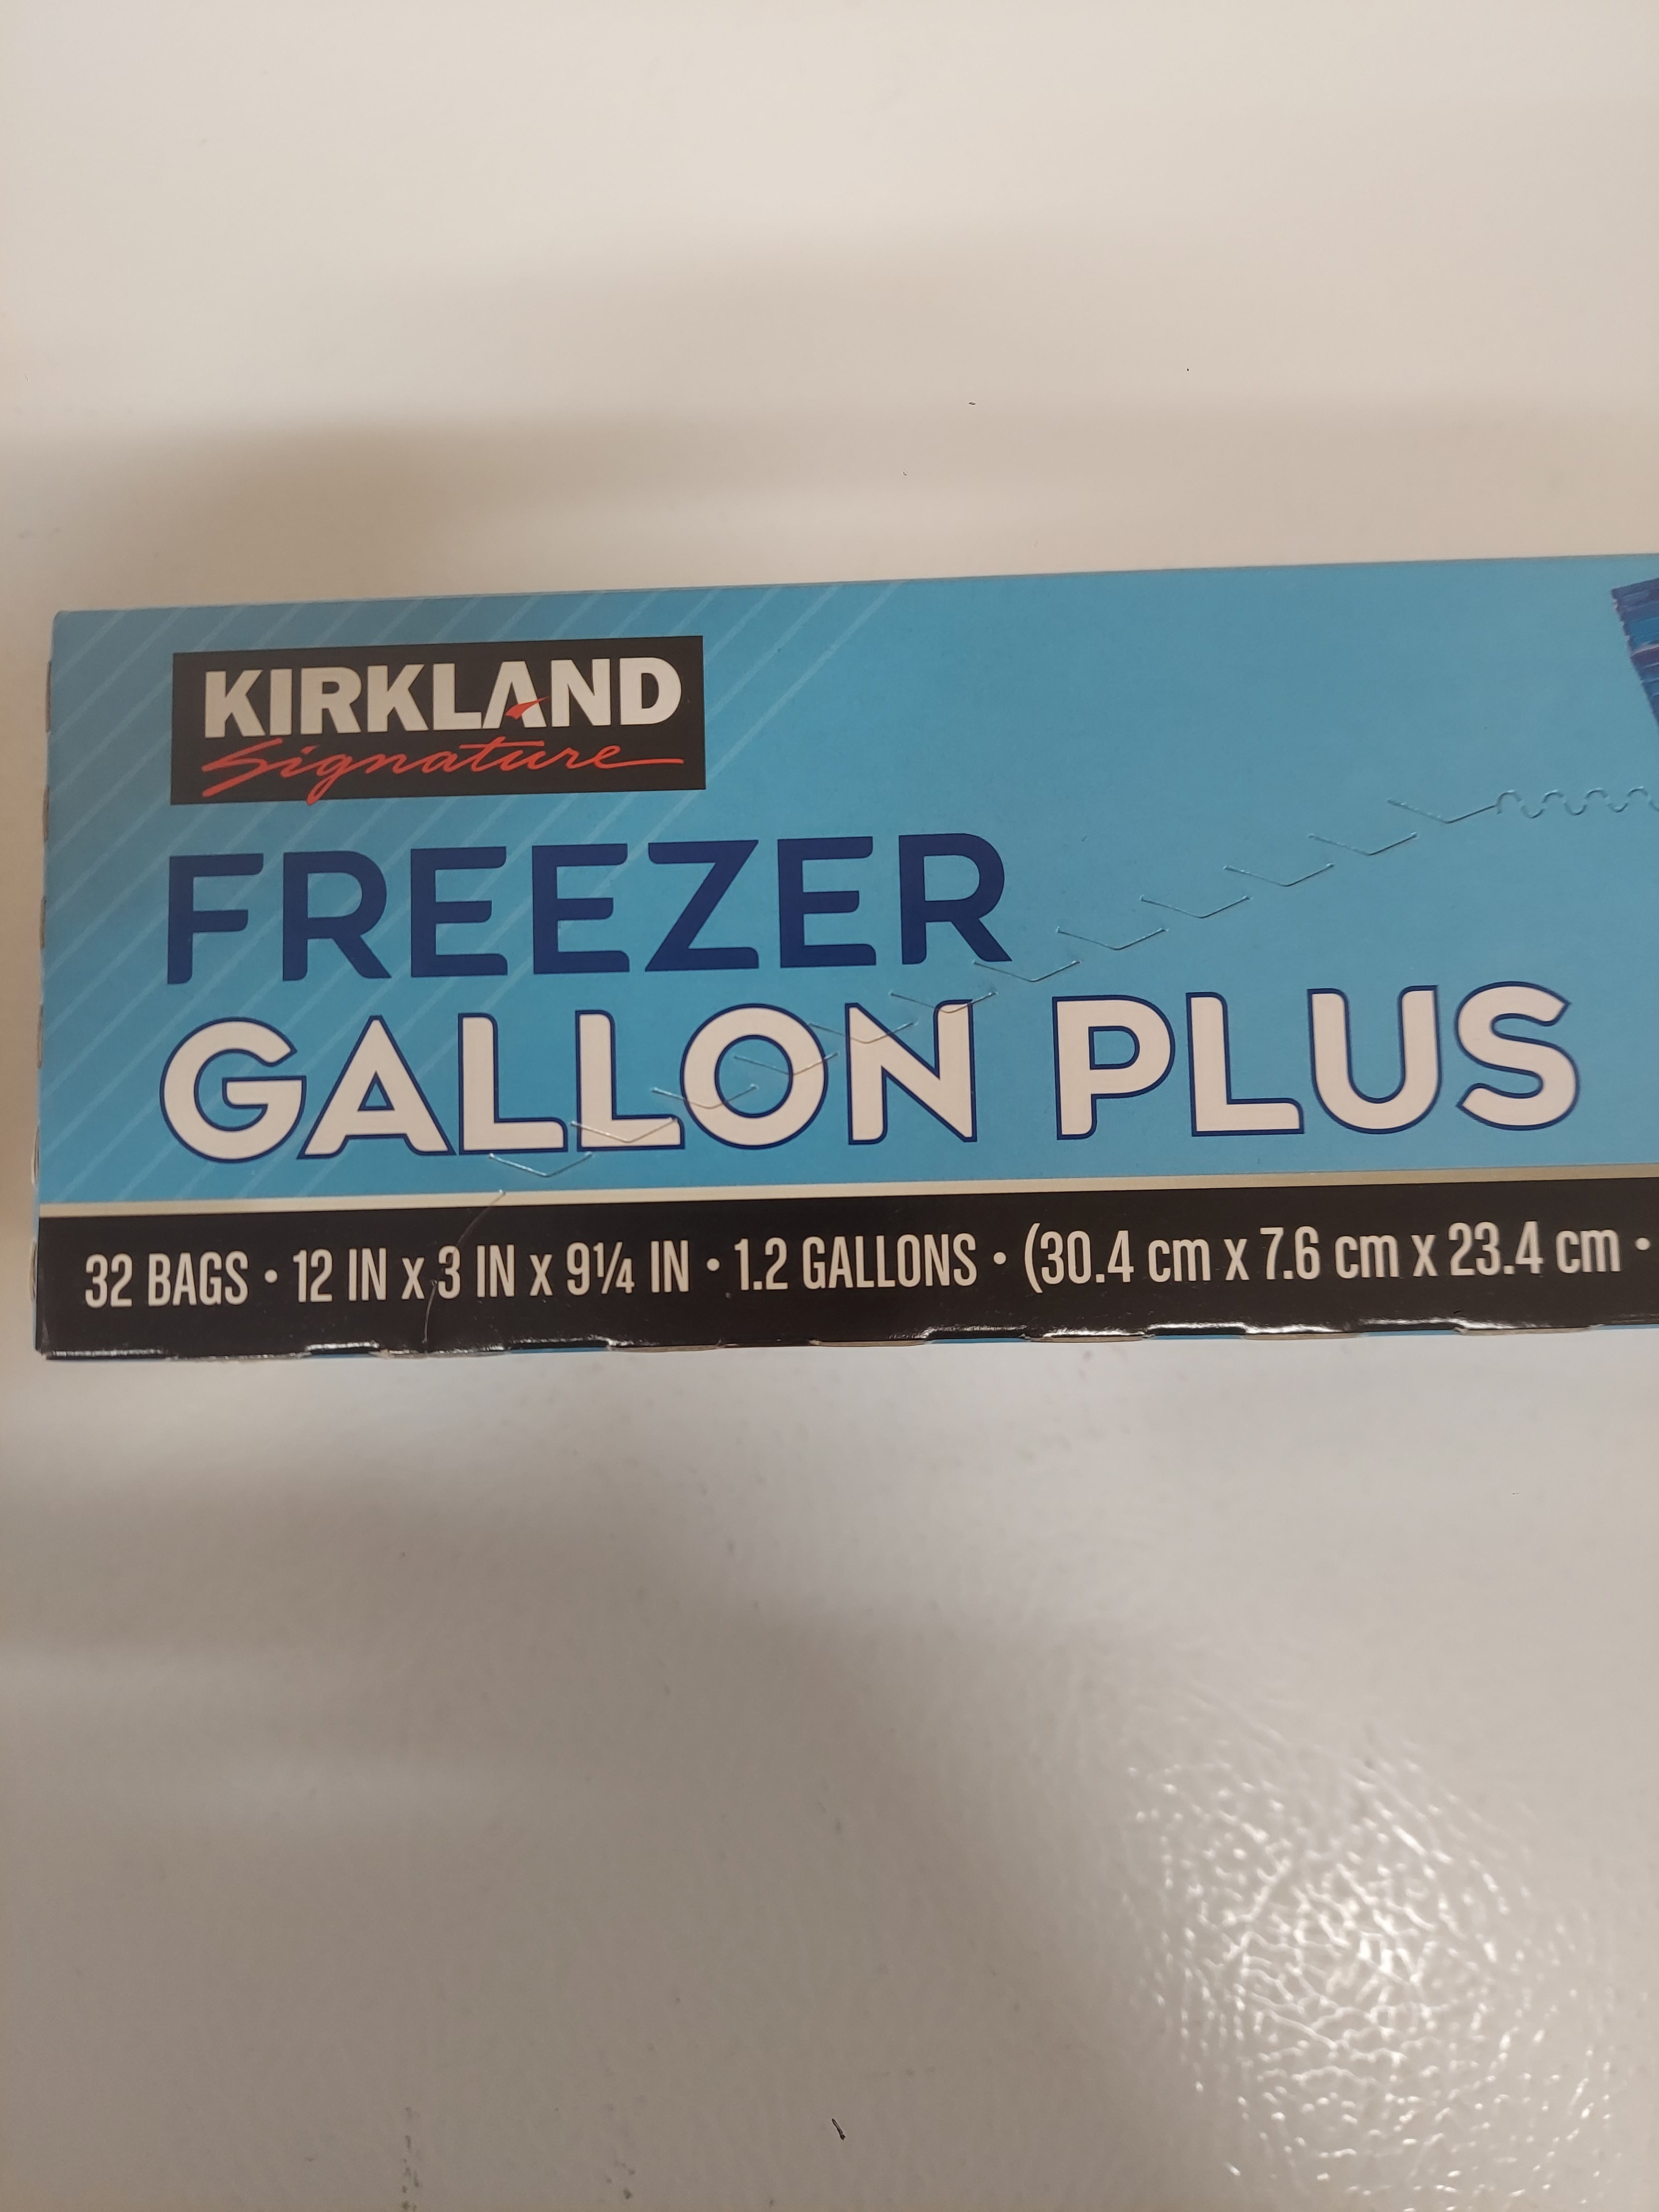 KIRKLAND
Signature
FREEZER
GALLON PLUS
32 BAGS • 12 IN x 3 IN x 9¼ IN • 1.2 GALLONS • (30.4 cm x 7.6 cm x 23.4 cm •